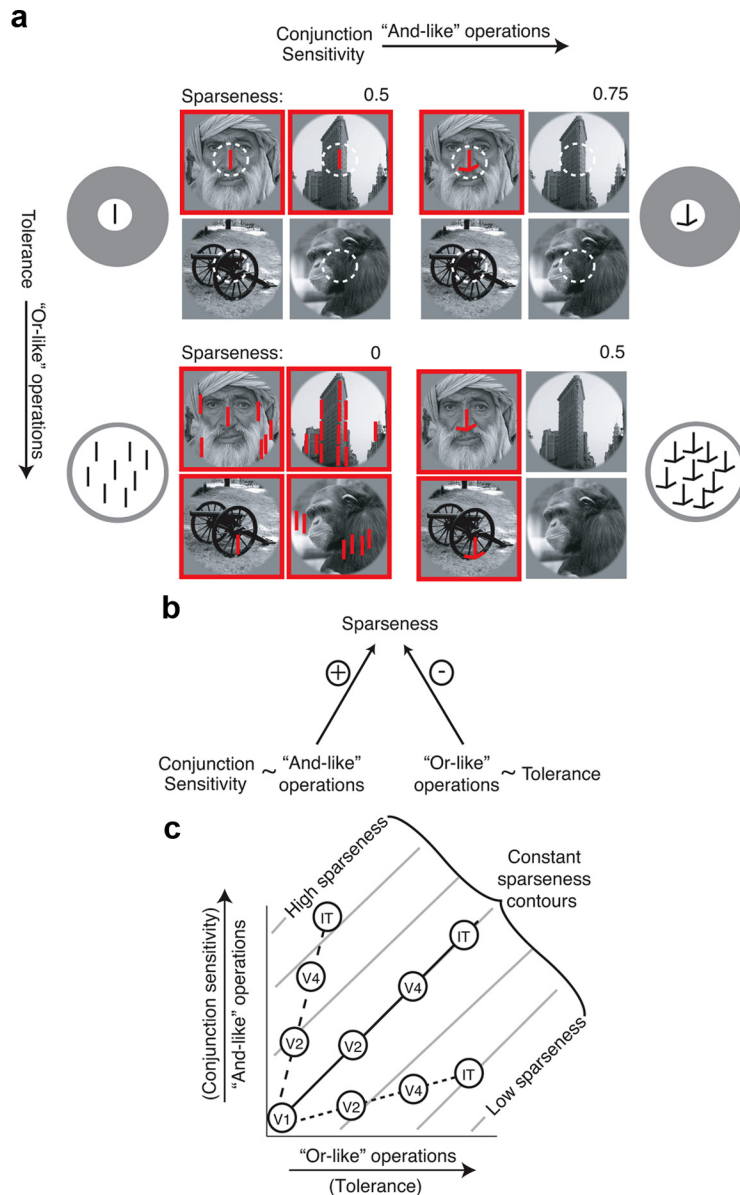 a
Conjunction
Sensitivity
“And-like” operations
Sparseness:
0.5
0.75
Tolerance
“Or-like” operations
Sparseness:
0
0.5
b
Sparseness
+
-
Conjunction
Sensitivity
~
“And-like”
operations
“Or-like”
operations
~ Tolerance
c
High sparseness
Constant
sparseness
contours
(Conjunction sensitivity)
“And-like” operations
IT
V4
V2
IT
V4
V2
V1
V2
V4
IT
Low sparseness
“Or-like” operations
(Tolerance)